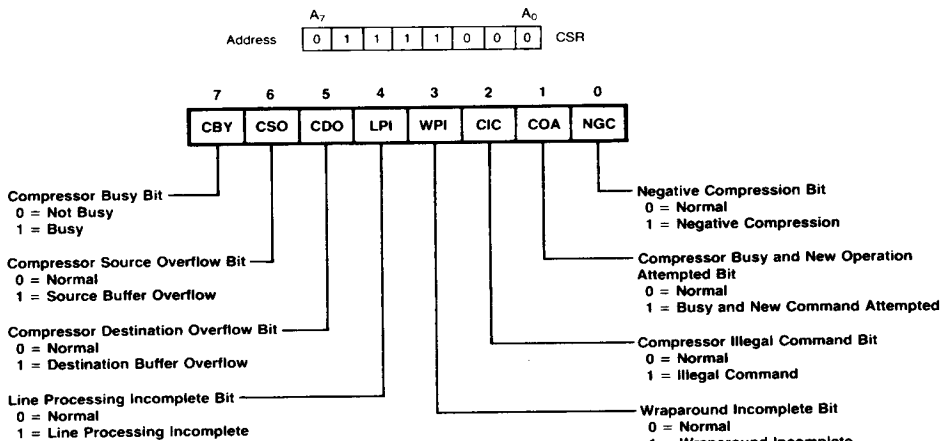 A7 A0
Address 0 1 1 1 1 0 0 0 CSR
7 6 5 4 3 2 1 0
CBY CSO CDO LPI WPI CIC COA NGC
Compressor Busy Bit
0 = Not Busy
1 = Busy
Compressor Source Overflow Bit
0 = Normal
1 = Source Buffer Overflow
Compressor Destination Overflow Bit
0 = Normal
1 = Destination Buffer Overflow
Line Processing Incomplete Bit
0 = Normal
1 = Line Processing Incomplete
Negative Compression Bit
0 = Normal
1 = Negative Compression
Compressor Busy and New Operation
Attempted Bit
0 = Normal
1 = Busy and New Command Attempted
Compressor Illegal Command Bit
0 = Normal
1 = Illegal Command
Wraparound Incomplete Bit
0 = Normal
1 = Wraparound Incomplete